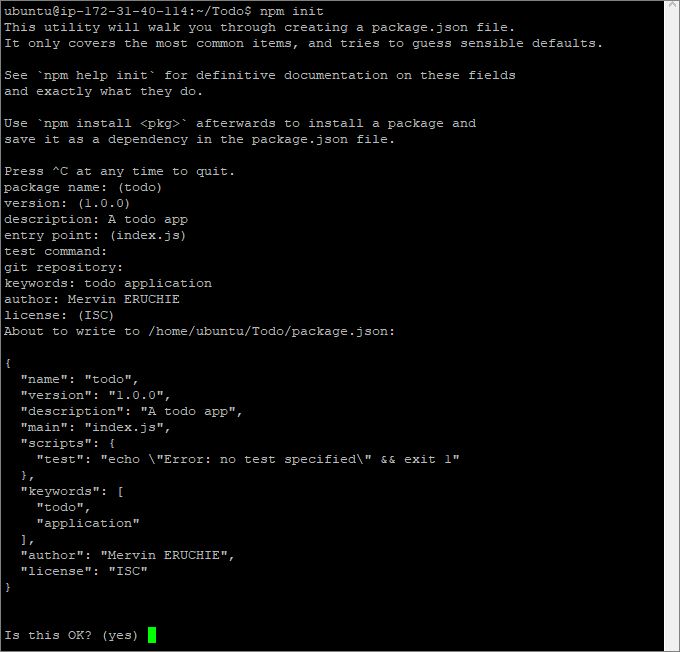 ubuntu@ip-172-31-40-114:~/Todo$ npm init
This utility will walk you through creating a package.json file.
It only covers the most common items, and tries to guess sensible defaults.

See `npm help init` for definitive documentation on these fields
and exactly what they do.

Use `npm install <pkg>` afterwards to install a package and
save it as a dependency in the package.json file.

Press ^C at any time to quit.
package name: (todo)
version: (1.0.0)
description: A todo app
entry point: (index.js)
test command:
git repository:
keywords: todo application
author: Mervin ERUCHIE
license: (ISC)
About to write to /home/ubuntu/Todo/package.json:

{
  "name": "todo",
  "version": "1.0.0",
  "description": "A todo app",
  "main": "index.js",
  "scripts": {
    "test": "echo \"Error: no test specified\" && exit 1"
  },
  "keywords": [
    "todo",
    "application"
  ],
  "author": "Mervin ERUCHIE",
  "license": "ISC"
}

Is this OK? (yes)